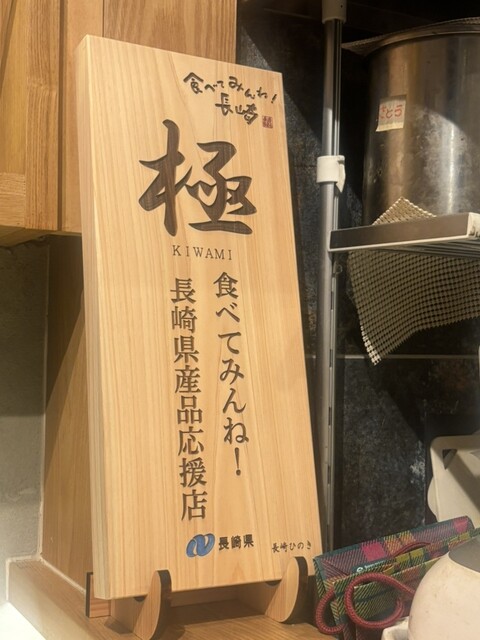 食べてみんね!
長崎
極
KIWAMI
食べてみんね!
長崎県産品応援店
長崎県
長崎ひのき